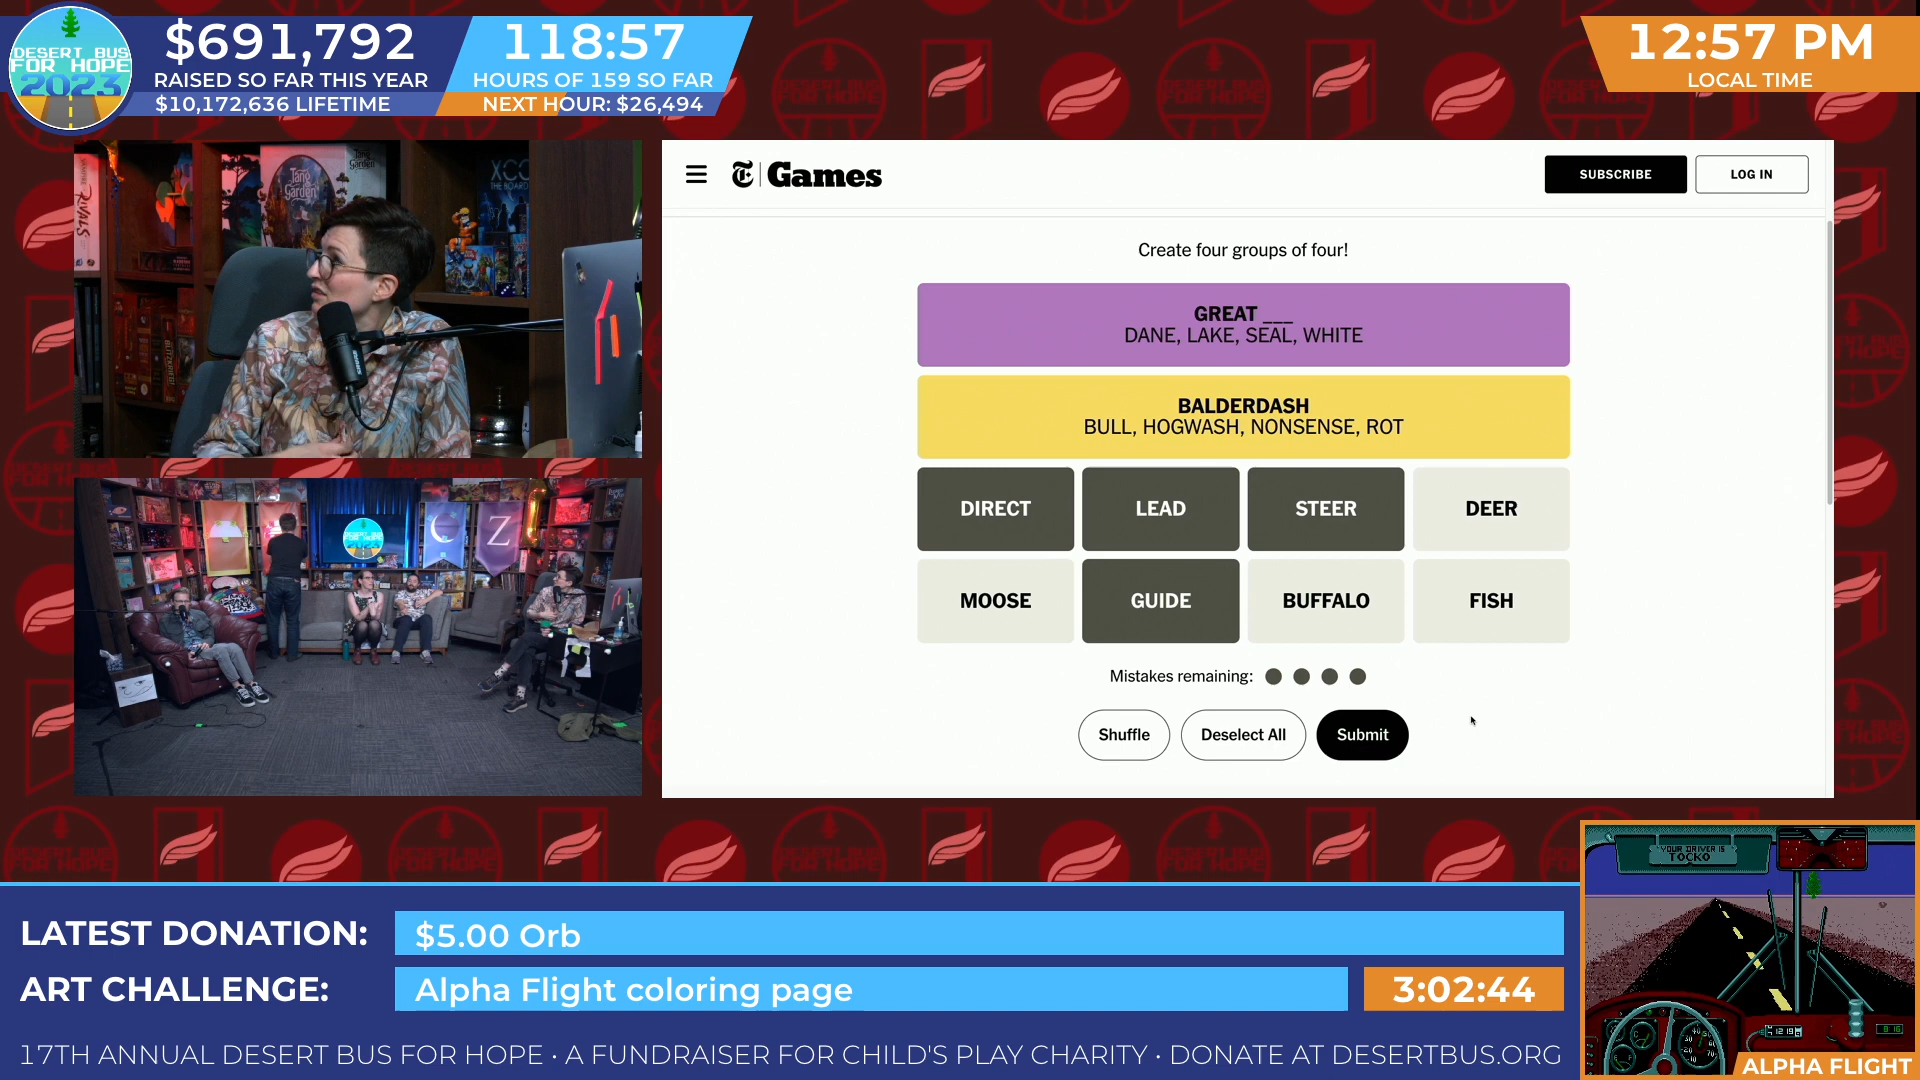 DESERT BUS
FOR HOPE
2023
$691,792
RAISED SO FAR THIS YEAR
$10,172,636 LIFETIME
118:57
HOURS OF 159 SO FAR
NEXT HOUR: $26,494
12:57 PM
LOCAL TIME
Games
SUBSCRIBE
LOG IN
Create four groups of four!
GREAT ___
DANE, LAKE, SEAL, WHITE
BALDERDASH
BULL, HOGWASH, NONSENSE, ROT
DIRECT
LEAD
STEER
DEER
MOOSE
GUIDE
BUFFALO
FISH
Mistakes remaining:
Shuffle
Deselect All
Submit
Tang
Garden
RIVALS
Z
YOUR DRIVER IS
TOCKO
LATEST DONATION:
$5.00 Orb
ART CHALLENGE:
Alpha Flight coloring page
3:02:44
17TH ANNUAL DESERT BUS FOR HOPE · A FUNDRAISER FOR CHILD'S PLAY CHARITY · DONATE AT DESERTBUS.ORG
ALPHA FLIGHT